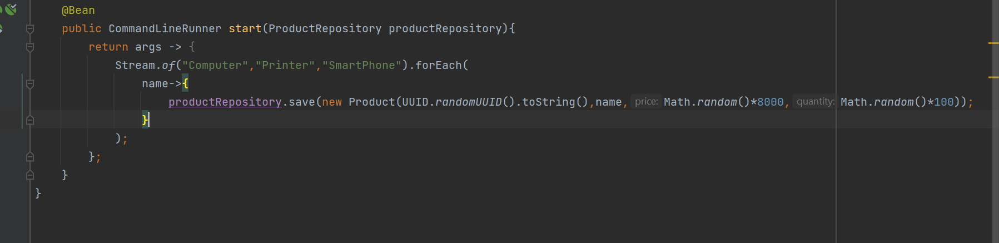 @Bean
public CommandLineRunner start(ProductRepository productRepository){
return args -> {
Stream.of("Computer","Printer","SmartPhone").forEach(
name->{
productRepository.save(new Product(UUID.randomUUID().toString(),name, price: Math.random()*8000, quantity: Math.random()*100));
}
);
};
}
}